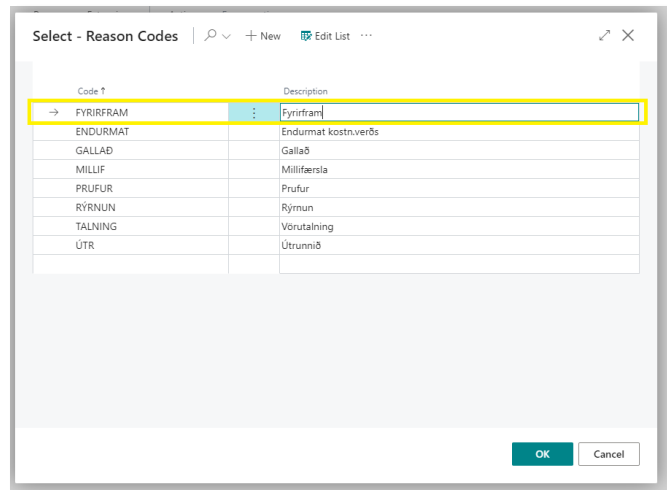 Select - Reason Codes + New Edit List ...
Code ↑ Description
→ FYRIRFRAM ⋮ Fyrirfram
ENDURMAT Endurmat kostn.verðs
GALLAÐ Gallað
MILLIF Millifærsla
PRUFUR Prufur
RÝRNUN Rýrnun
TALNING Vörutalning
ÚTR Útrunnið
OK Cancel